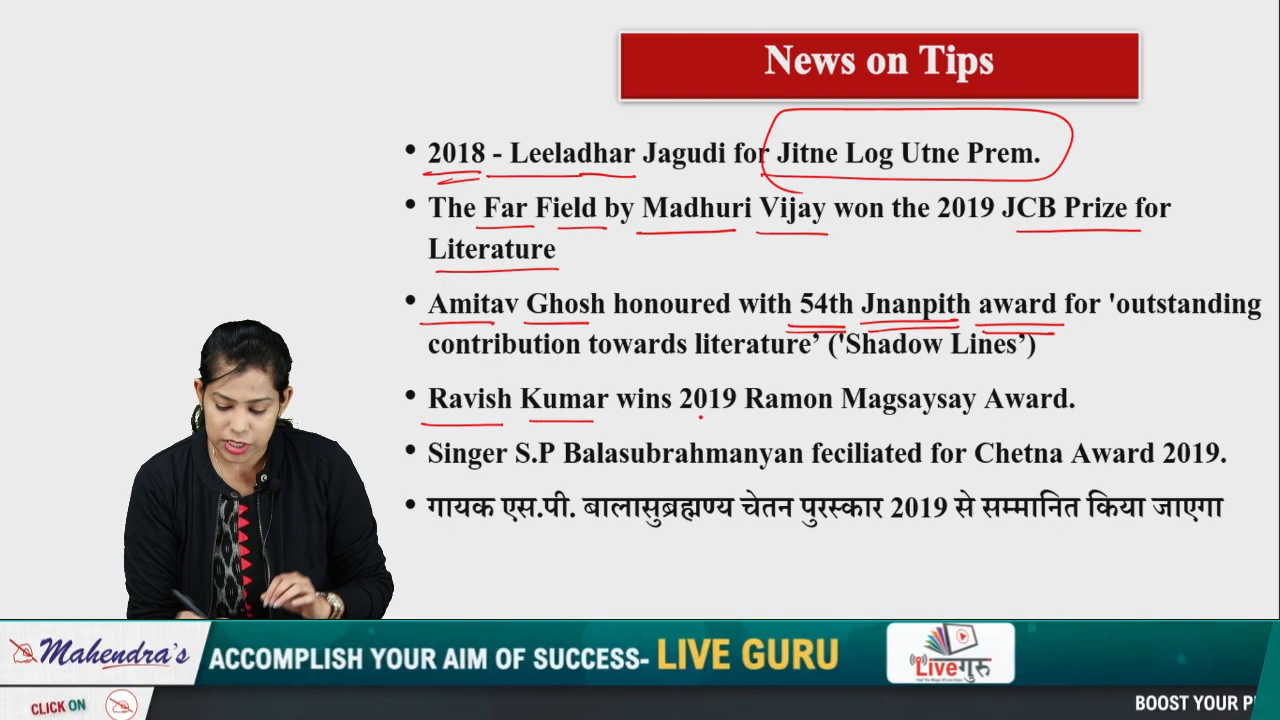 News on Tips
• 2018 - Leeladhar Jagudi for Jitne Log Utne Prem.
• The Far Field by Madhuri Vijay won the 2019 JCB Prize for
Literature
• Amitav Ghosh honoured with 54th Jnanpith award for 'outstanding
contribution towards literature’ ('Shadow Lines’)
• Ravish Kumar wins 2019 Ramon Magsaysay Award.
• Singer S.P Balasubrahmanyan feciliated for Chetna Award 2019.
• गायक एस.पी. बालासुब्रह्मण्य चेतन पुरस्कार 2019 से सम्मानित किया जाएगा
Mahendra's
ACCOMPLISH YOUR AIM OF SUCCESS- LIVE GURU
Live गुरु
CLICK ON
BOOST YOUR P